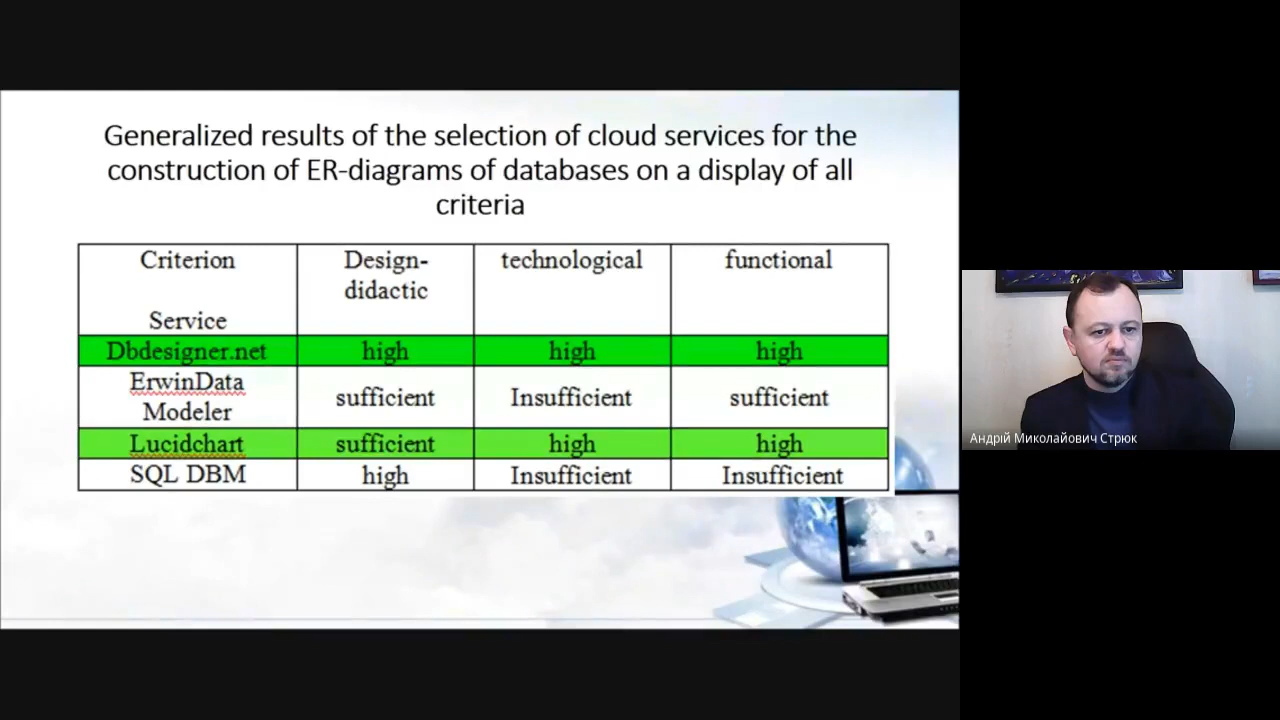 Generalized results of the selection of cloud services for the
construction of ER-diagrams of databases on a display of all
criteria
Criterion
Service
Design-
didactic
technological
functional
Dbdesigner.net high high high
ErwinData
Modeler
sufficient Insufficient sufficient
Lucidchart sufficient high high
SQL DBM high Insufficient Insufficient
Андрій Миколайович Стрюк